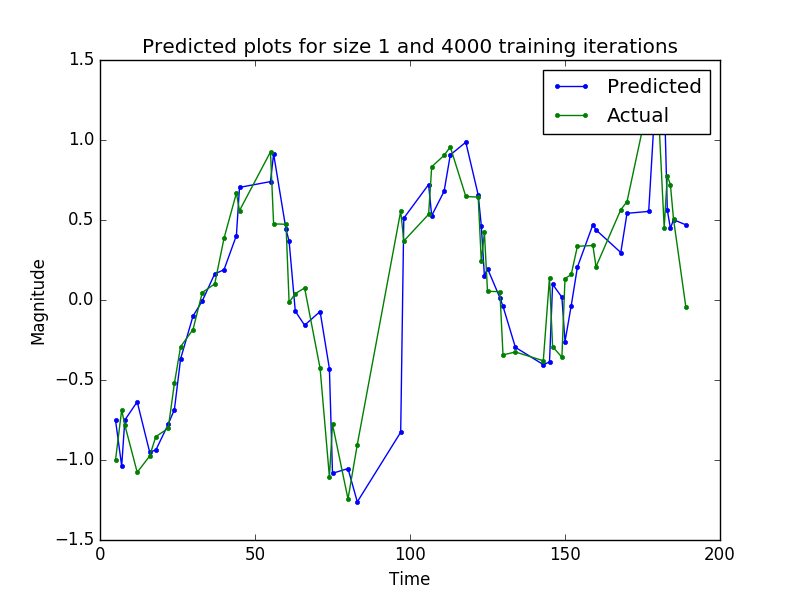 Predicted plots for size 1 and 4000 training iterations
Predicted
Actual
1.5
1.0
0.5
0.0
−0.5
−1.0
−1.5
Magnitude
0 50 100 150 200
Time